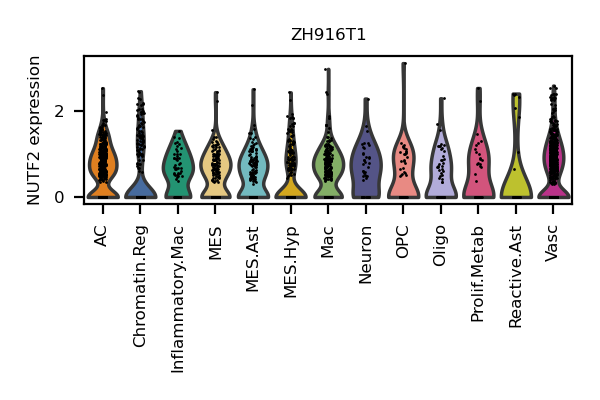 ZH916T1
NUTF2 expression
2
0
AC
Chromatin.Reg
Inflammatory.Mac
MES
MES.Ast
MES.Hyp
Mac
Neuron
OPC
Oligo
Prolif.Metab
Reactive.Ast
Vasc